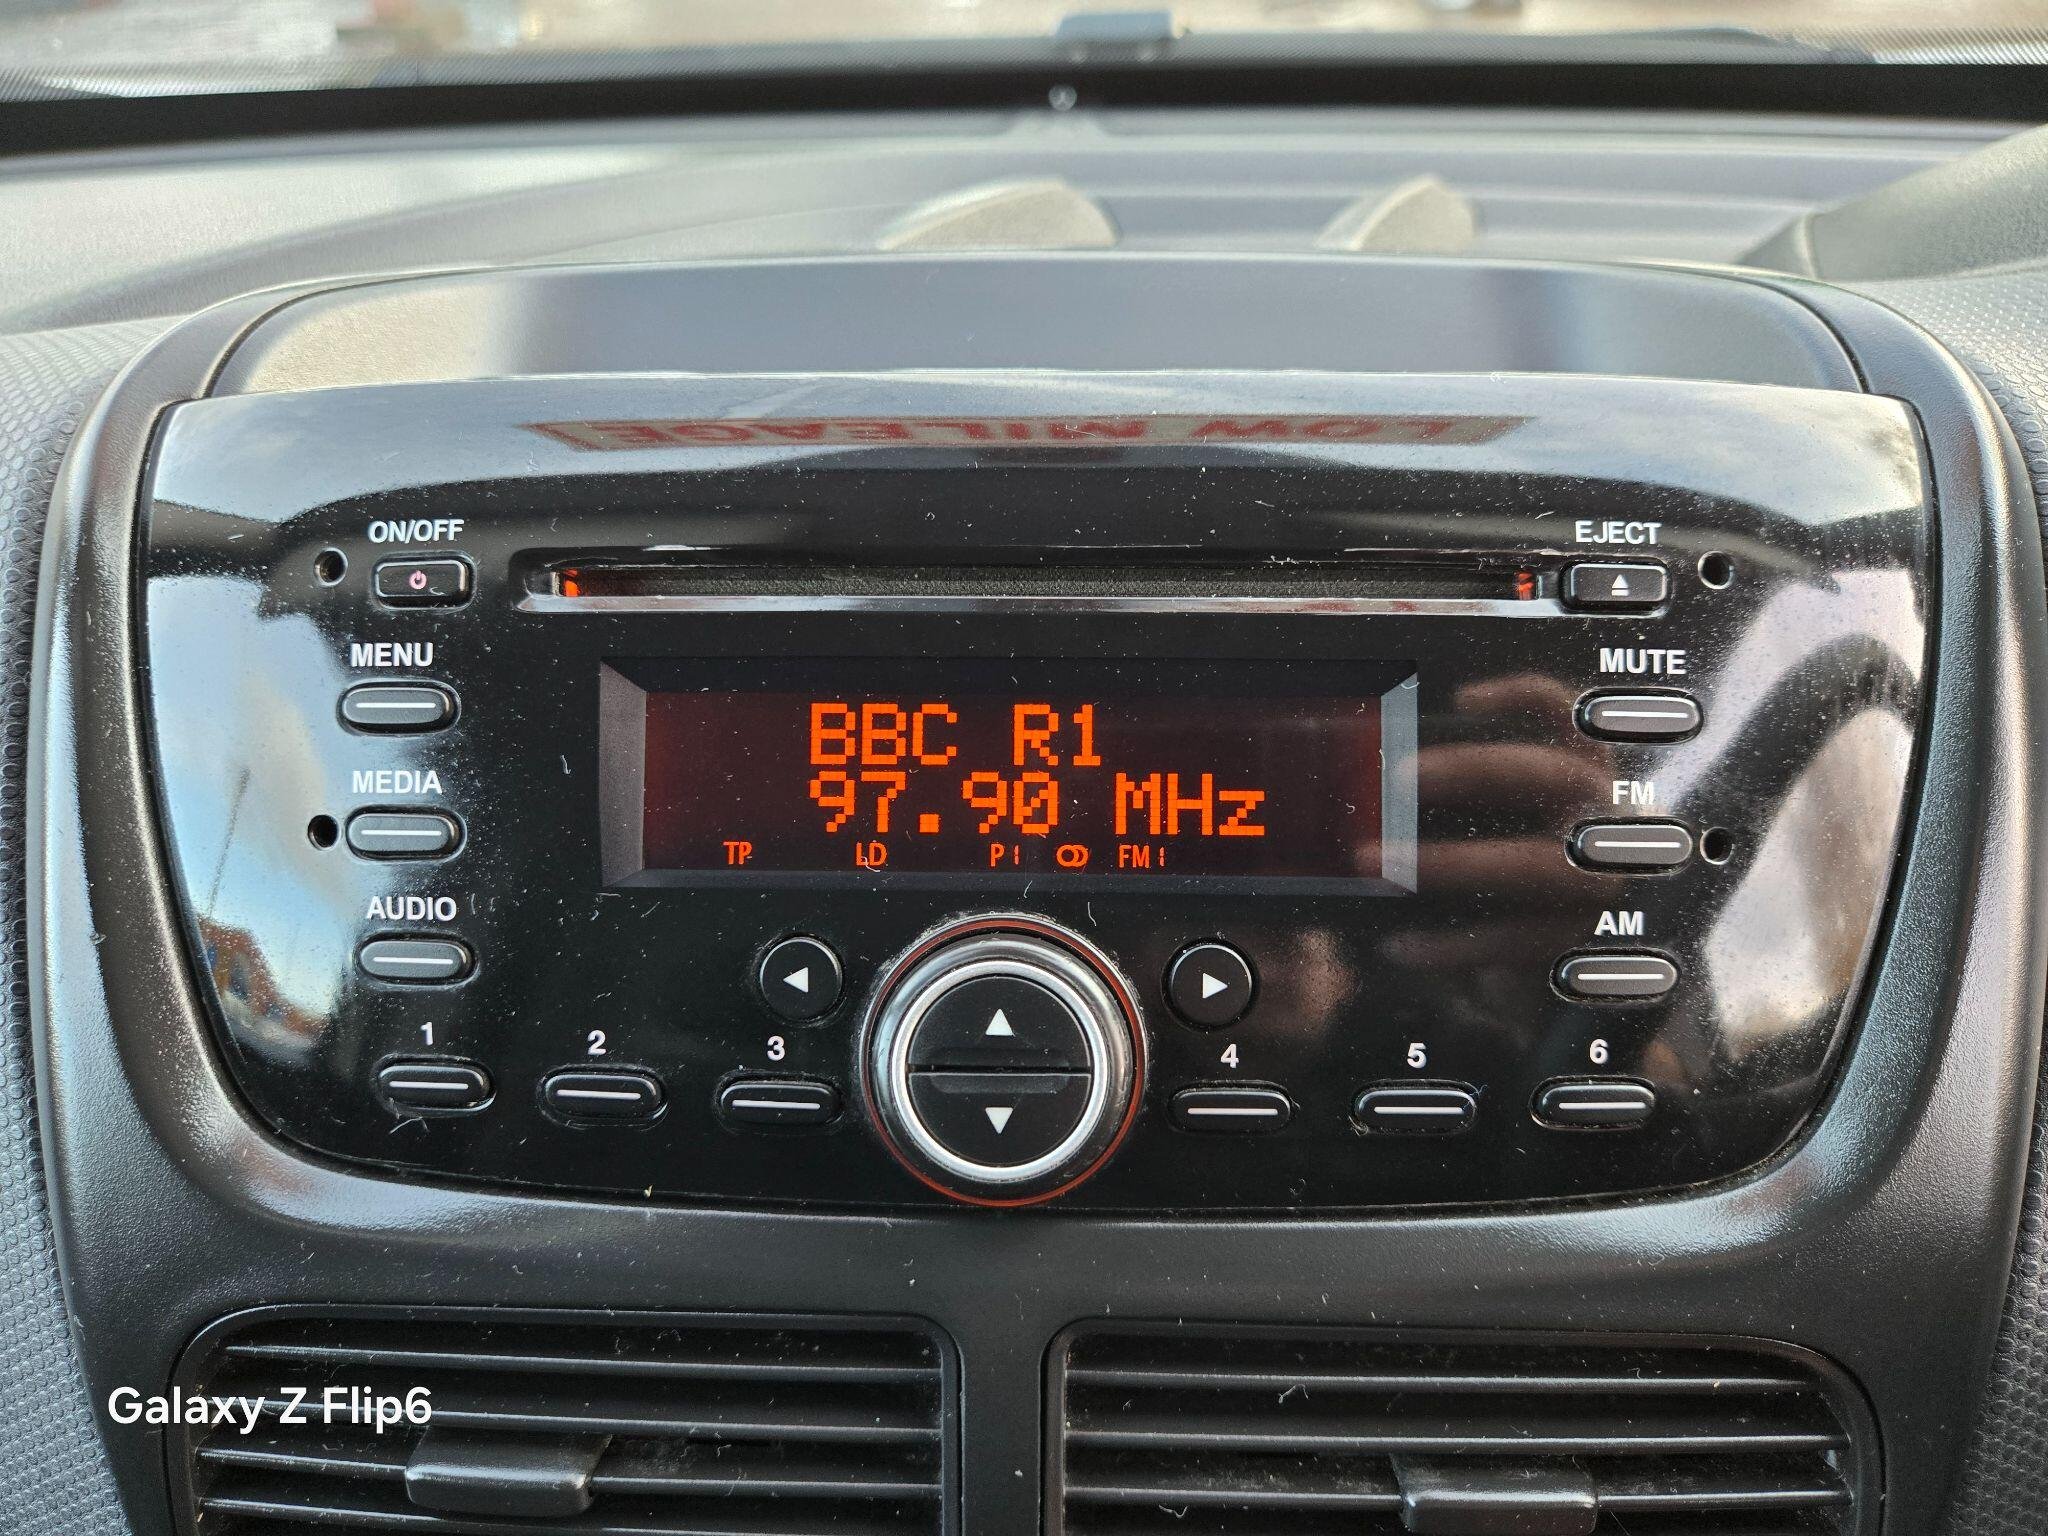 LOW MILEAGE
ON/OFF
EJECT
MENU
MUTE
BBC R1
MEDIA
97.90 MHz
FM
TP LD P1 FM1
AUDIO
AM
1 2 3 4 5 6
Galaxy Z Flip6